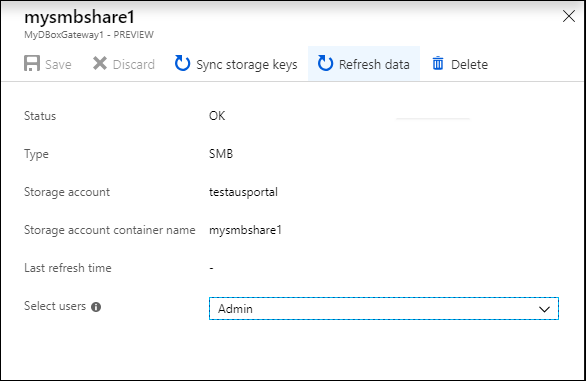 mysmbshare1
MyDBoxGateway1 - PREVIEW
Save Discard Sync storage keys Refresh data Delete
Status OK
Type SMB
Storage account testausportal
Storage account container name mysmbshare1
Last refresh time -
Select users Admin